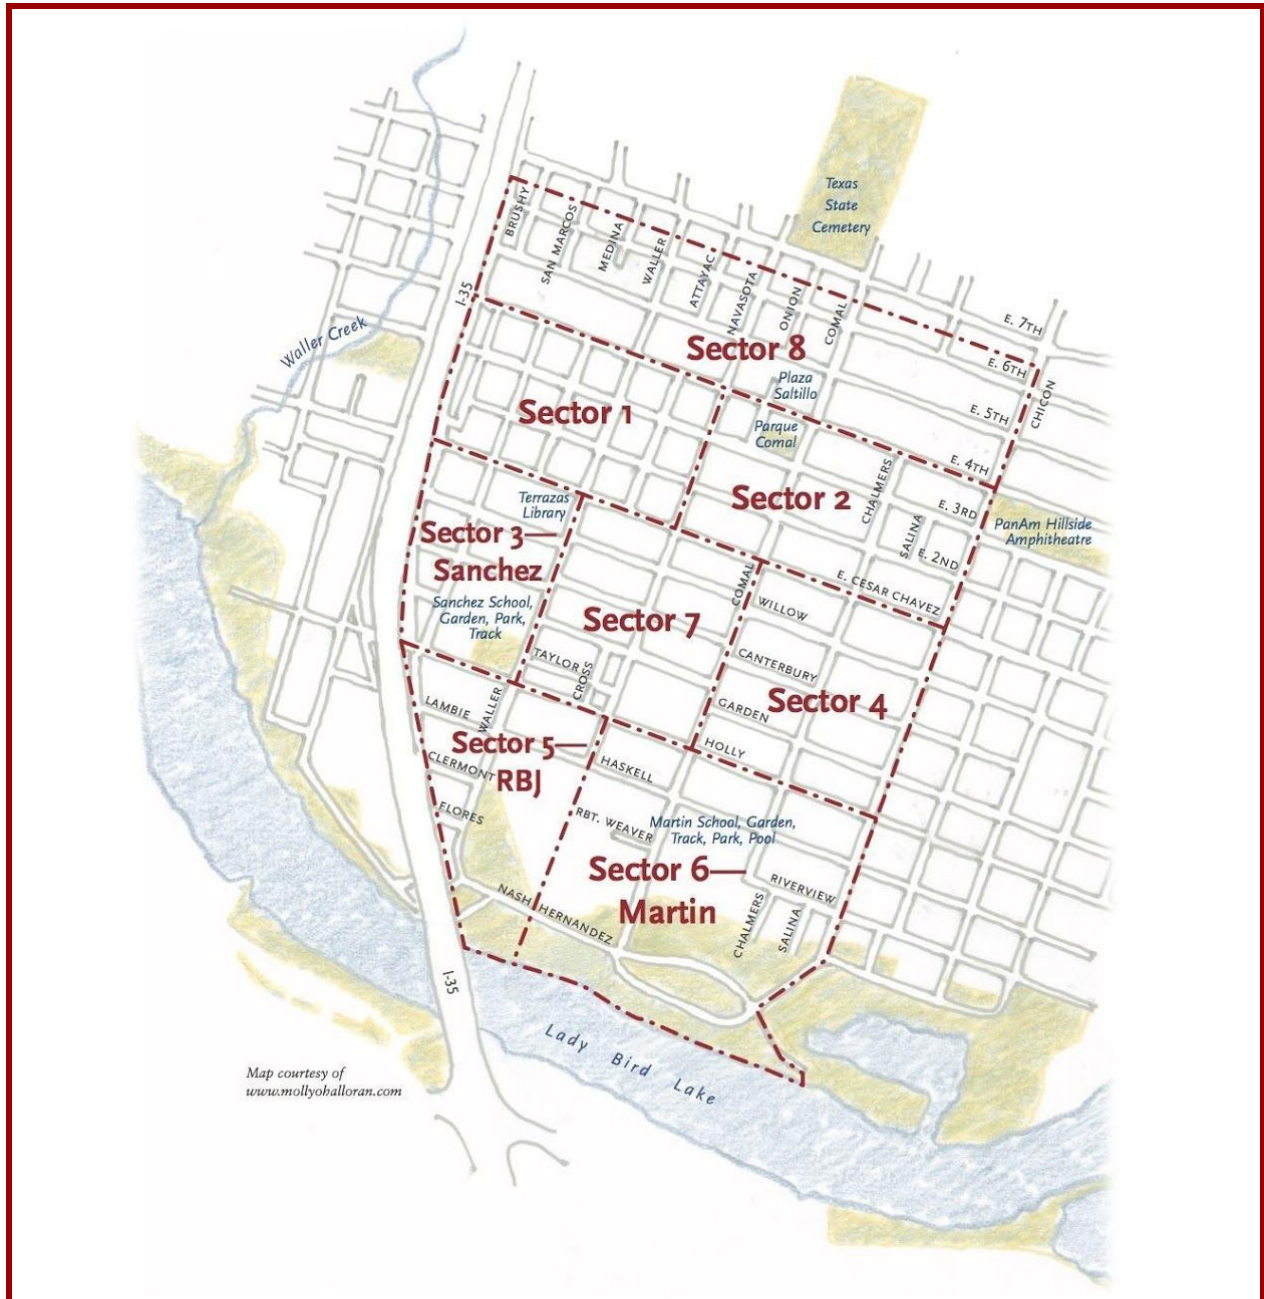 Texas
State
Cemetery
BRUSHY
SAN MARCOS
MEDINA
WALLER
ATTAYAC
NAVASOTA
ONION
COMAL
I-35
Waller Creek
E. 7TH
E. 6TH
E. 5TH
CHICON
E. 4TH
Sector 8
Plaza
Saltillo
Sector 1
Parque
Comal
Sector 2
CHALMERS
E. 3RD
SALINA
E. 2ND
PanAm Hillside
Amphitheatre
Terrazas
Library
Sector 3
Sanchez
Sanchez School,
Garden, Park,
Track
COMAL
WILLOW
E. CESAR CHAVEZ
Sector 7
TAYLOR
CROSS
CANTERBURY
Sector 4
GARDEN
HOLLY
LAMBIE
WALLER
Sector 5
RBJ
CLERMONT
FLORES
HASKELL
RBT. WEAVER
Martin School, Garden,
Track, Park, Pool
Sector 6
Martin
RIVERVIEW
CHALMERS
SALINA
NASH HERNANDEZ
I-35
Lady Bird Lake
Map courtesy of
www.mollyohalloran.com